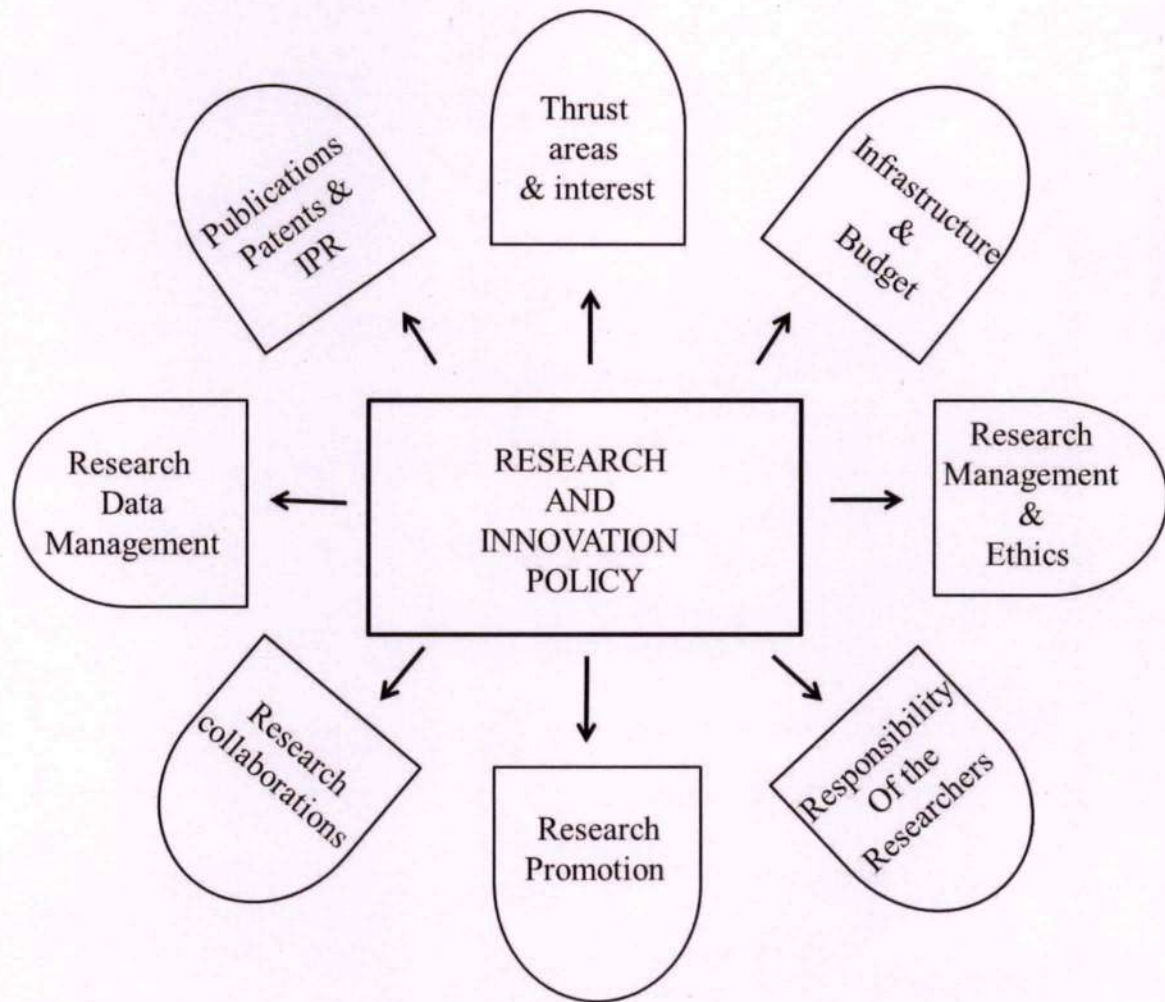 Thrust
areas
& interest
Publications
Patents &
IPR
Infrastructure
&
Budget
Research
Data
Management
RESEARCH
AND
INNOVATION
POLICY
Research
Management
&
Ethics
Research
collaborations
Research
Promotion
Responsibility
Of the
Researchers